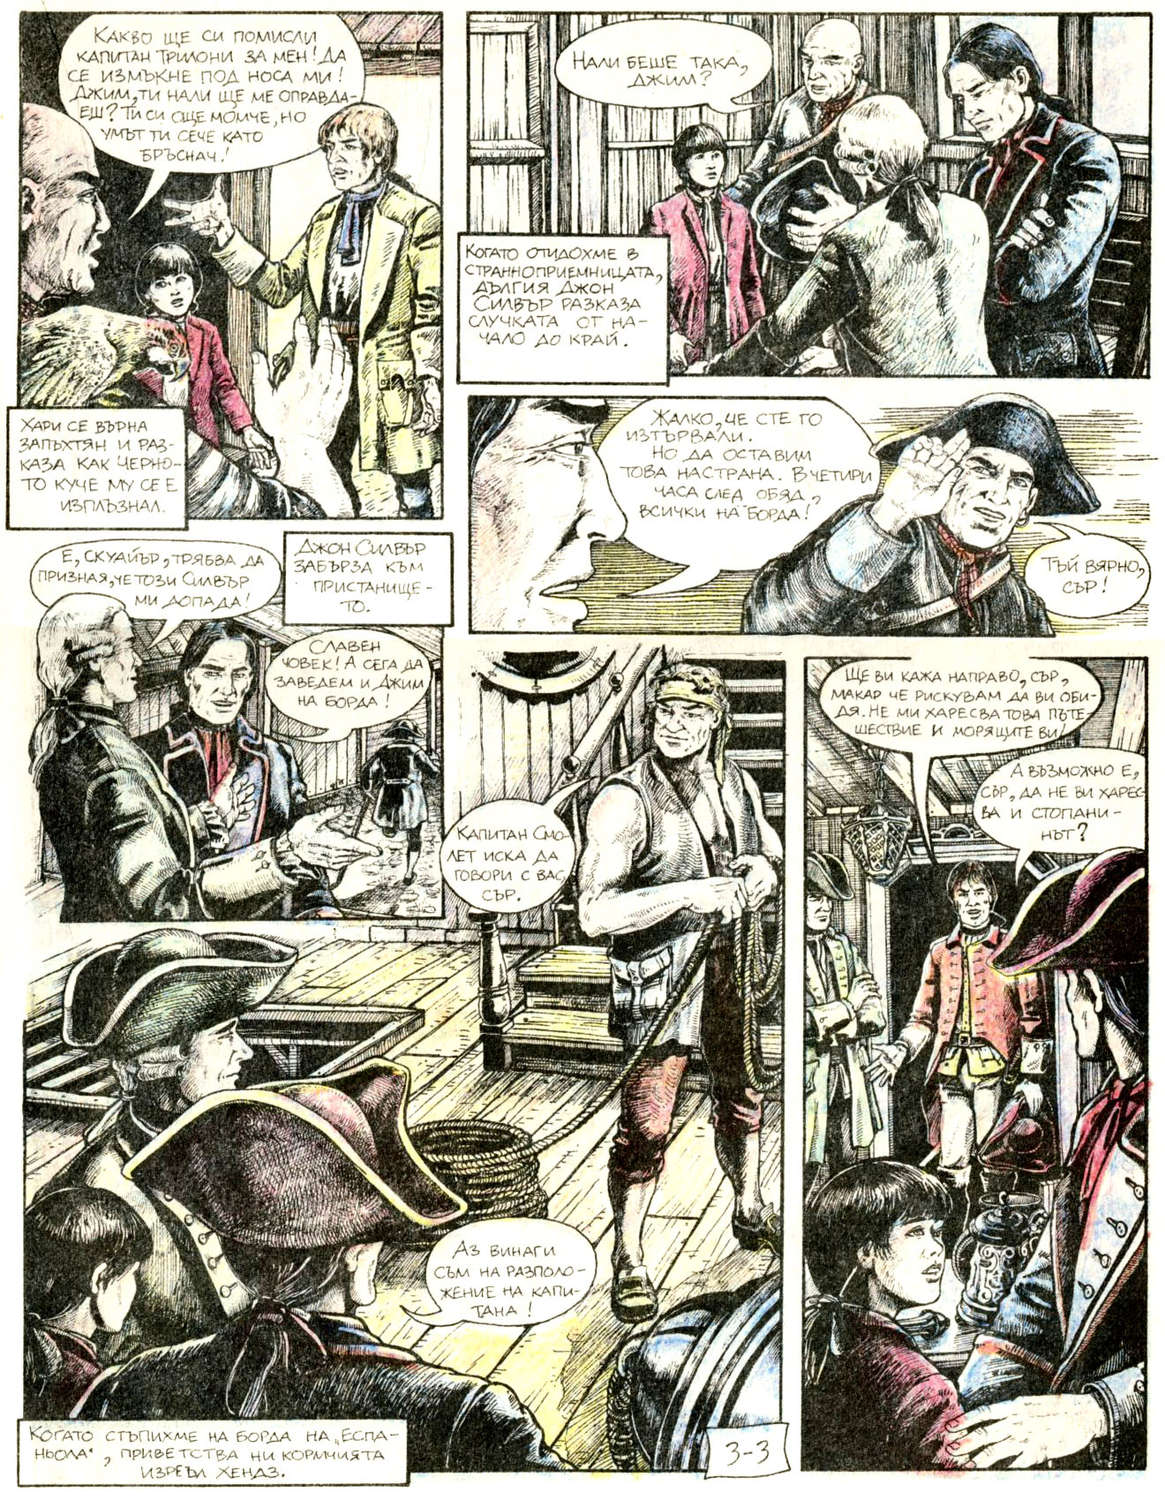 КАКВО ЩЕ СИ ПОМИСЛИ
КАПИТАН ТРИЛОНИ ЗА МЕН! ДА
СЕ ИЗМЪКНЕ ПОД НОСА МИ!
ДЖИМ, ТИ НАЛИ ЩЕ МЕ ОПРАВДА-
ЕШ? ТИ СИ ОЩЕ МОМЧЕ, НО
УМЪТ ТИ СЕЧЕ КАТО
БРЪСНАЧ!
ХАРИ СЕ ВЪРНА
ЗАПЪХТЯН И РАЗ-
КАЗА КАК ЧЕРНО-
ТО КУЧЕ МУ СЕ Е
ИЗПЛЪЗНАЛ.
НАЛИ БЕШЕ ТАКА,
ДЖИМ?
КОГАТО ОТИДОХМЕ В
СТРАННОПРИЕМНИЦАТА,
ДЪЛГИЯ ДЖОН
СИЛВЪР РАЗКАЗА
СЛУЧКАТА ОТ НА-
ЧАЛО ДО КРАЙ.
ЖАЛКО, ЧЕ СТЕ ГО
ИЗТЪРВАЛИ.
НО ДА ОСТАВИМ
ТОВА НАСТРАНА. В ЧЕТИРИ
ЧАСА СЛЕД ОБЯД,
ВСИЧКИ НА БОРДА!
ТЪЙ ВЯРНО,
СЪР!
Е, СКУАЙЪР, ТРЯБВА ДА
ПРИЗНАЯ, ЧЕ ТОЗИ СИЛВЪР
МИ ДОПАДА!
ДЖОН СИЛВЪР
ЗАБЪРЗА КЪМ
ПРИСТАНИЩЕ-
ТО.
СЛАВЕН
ЧОВЕК! А СЕГА ДА
ЗАВЕДЕМ И ДЖИМ
НА БОРДА!
КАПИТАН СМО-
ЛЕТ ИСКА ДА
ГОВОРИ С ВАС,
СЪР.
АЗ ВИНАГИ
СЪМ НА РАЗПОЛО-
ЖЕНИЕ НА КАПИ-
ТАНА!
КОГАТО СТЪПИХМЕ НА БОРДА НА „ЕСПА-
НЬОЛА“, ПРИВЕТСТВА НИ КОРМЧИЯТА
ИЗРЕЪЛ ХЕНДЗ.
ЩЕ ВИ КАЖА НАПРАВО, СЪР,
МАКАР ЧЕ РИСКУВАМ ДА ВИ ОБИ-
ДЯ. НЕ МИ ХАРЕСВА ТОВА ПЪТЕ-
ШЕСТВИЕ И МОРЯЦИТЕ ВИ!
А ВЪЗМОЖНО Е,
СЪР, ДА НЕ ВИ ХАРЕС-
ВА И СТОПАНИ-
НЪТ?
3-3